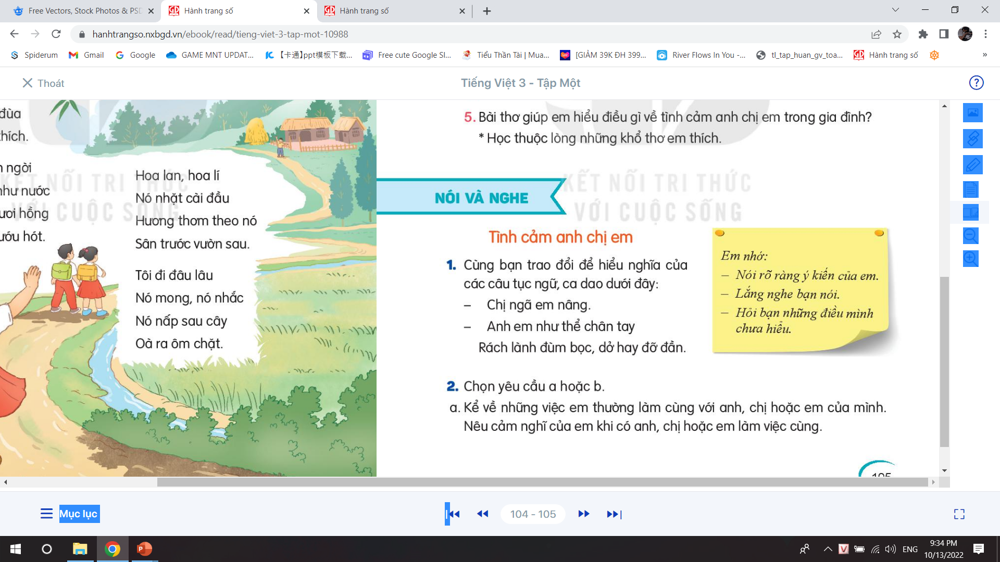 Free Vectors, Stock Photos & PSD
Hành trang số
Hành trang số
hanhtrangso.nxbgd.vn/ebook/read/tieng-viet-3-tap-mot-10988
Spiderum
Gmail
Google
GAME MNT UPDAT...
【卡通】ppt模板下载...
Free cute Google Sl...
Tiểu Thần Tài | Mua...
[GIẢM 39K ĐH 399...
River Flows In You -...
tl_tap_huan_gv_toa...
Hành trang số
»
Thoát
Tiếng Việt 3 - Tập Một
?
đùa
thích.
ngời
như nước
ươi hồng
ướu hót.
KẾT NỐI TRI THỨC
VỚI CUỘC SỐNG
Hoa lan, hoa lí
Nó nhặt cài đầu
Hương thơm theo nó
Sân trước vườn sau.
Tôi đi đâu lâu
Nó mong, nó nhắc
Nó nấp sau cây
Oà ra ôm chặt.
5. Bài thơ giúp em hiểu điều gì về tình cảm anh chị em trong gia đình?
* Học thuộc lòng những khổ thơ em thích.
KẾT NỐI TRI THỨC
VỚI CUỘC SỐNG
NÓI VÀ NGHE
Tình cảm anh chị em
1. Cùng bạn trao đổi để hiểu nghĩa của
các câu tục ngữ, ca dao dưới đây:
– Chị ngã em nâng.
– Anh em như thể chân tay
Rách lành đùm bọc, dở hay đỡ đần.
Em nhớ:
– Nói rõ ràng ý kiến của em.
– Lắng nghe bạn nói.
– Hỏi bạn những điều mình
chưa hiểu.
2. Chọn yêu cầu a hoặc b.
a. Kể về những việc em thường làm cùng với anh, chị hoặc em của mình.
Nêu cảm nghĩ của em khi có anh, chị hoặc em làm việc cùng.
105
Mục lục
104 - 105
ENG
9:34 PM
10/13/2022